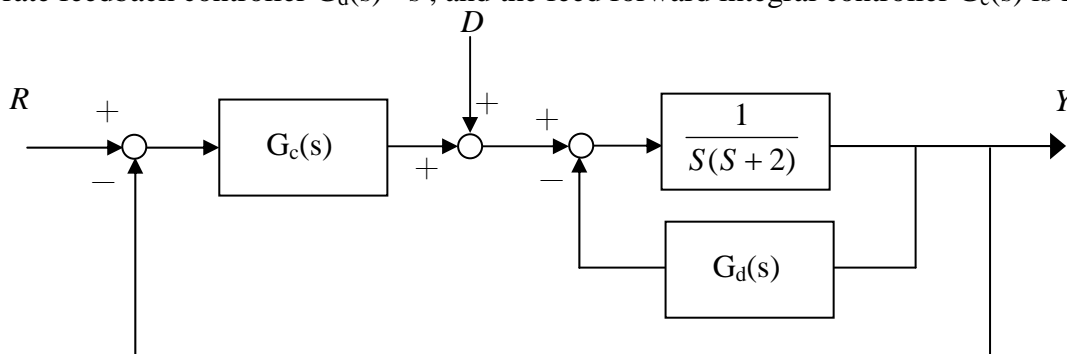 rate feedback controller G_d(s) s , and the feed forward integral controller G_c(s) is
D
R
+
+
+
Y
G_c(s)
1
S(S + 2)
+
−
−
G_d(s)